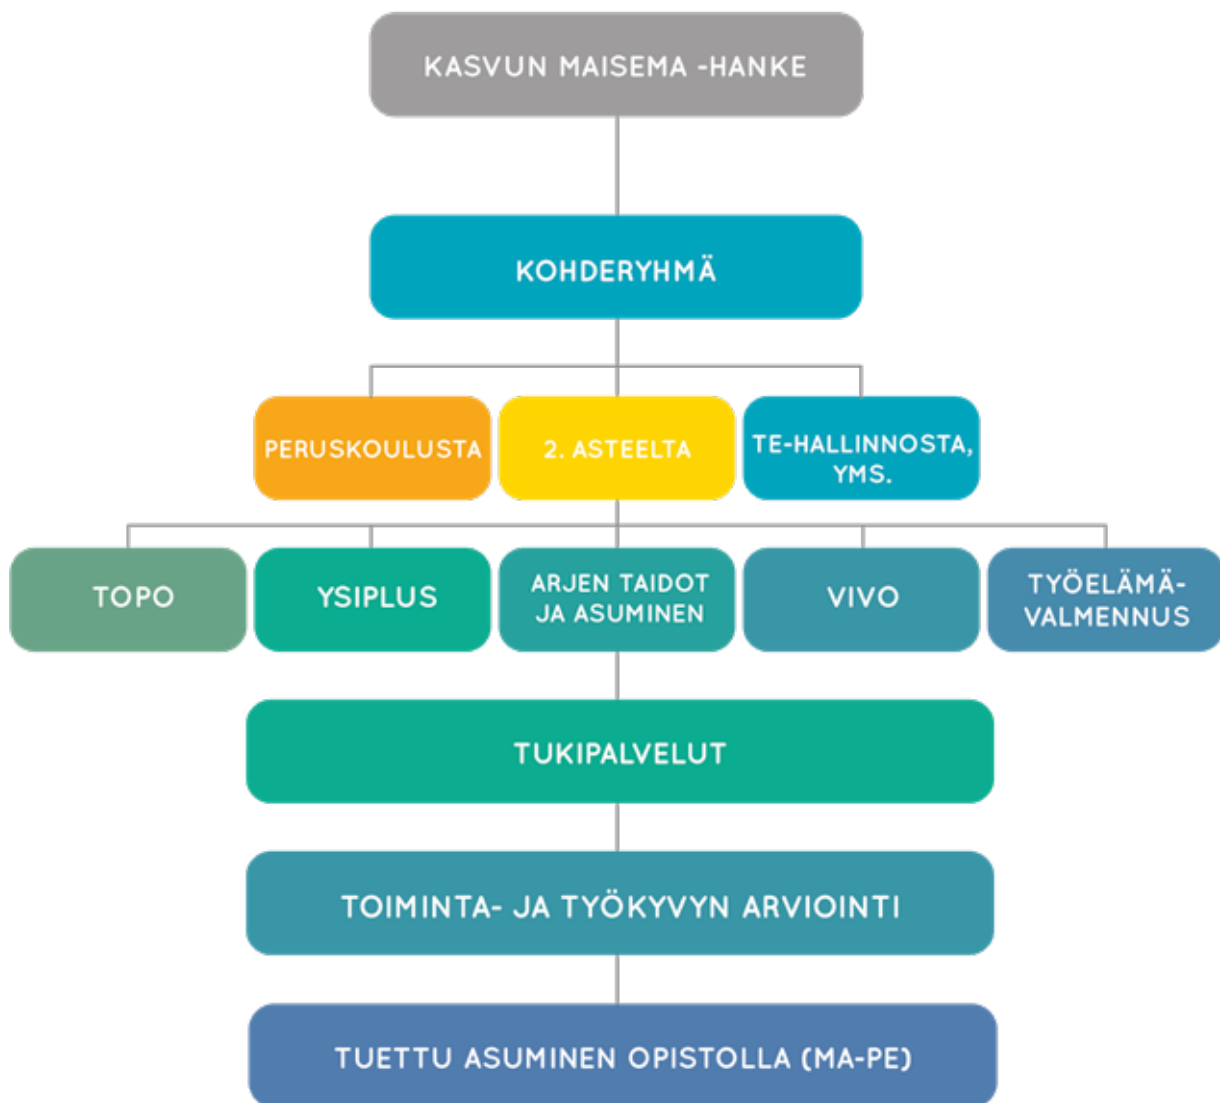 KASVUN MAISEMA -HANKE
KOHDERYHMÄ
PERUSKOULUSTA
2. ASTEELTA
TE-HALLINNOSTA,
YMS.
TOPO
YSIPLUS
ARJEN TAIDOT
JA ASUMINEN
VIVO
TYÖELÄMÄ-
VALMENNUS
TUKIPALVELUT
TOIMINTA- JA TYÖKYVYN ARVIOINTI
TUETTU ASUMINEN OPISTOLLA (MA-PE)